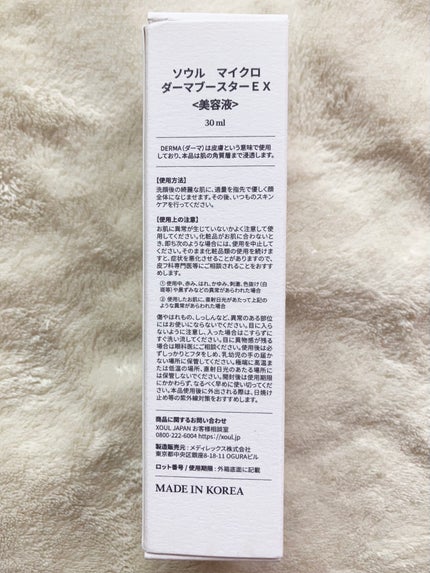 ソウル　マイクロ
ダーマブースターＥＸ
<美容液>
30 ml
DERMA（ダーマ）は皮膚という意味で使用
しており、本品は肌の角質層まで浸透します。
【使用方法】
洗顔後の綺麗な肌に、適量を指先で優しく顔
全体になじませます。その後、いつものスキン
ケアを行ってください。
【使用上の注意】
お肌に異常が生じていないかよく注意して使
用してください。化粧品がお肌に合わないと
き、即ち次のような場合には、使用を中止して
ください。そのまま化粧品類の使用を続けま
すと、症状を悪化させることがありますので、
皮フ科専門医等にご相談されることをおすす
めします。
① 使用中、赤み、はれ、かゆみ、刺激、色抜け（白
斑等）や黒ずみなどの異常があらわれた場合
② 使用したお肌に、直射日光があたって上記の
ような異常があらわれた場合
傷やはれもの、しっしんなど、異常のある部位
にはお使いにならないでください。目に入ら
ないように注意し、入った場合はこすらずに
すぐ洗い流してください。目に異物感が残る
場合は眼科医にご相談ください。使用後は必
ずしっかりとフタをしめ、乳幼児の手の届か
ない場所に保管してください。極端に高温ま
たは低温の場所、直射日光のあたる場所に
は保管しないでください。開封後は使用期限
にかかわらず、なるべく早めに使い切ってくだ
さい。本品使用後に外出される際は、日焼け
止め等の紫外線対策をおすすめします。
商品に関するお問い合わせ
XOUL JAPAN お客様相談室
0800-222-6004 https://xoul.jp
製造販売元：メディレックス株式会社
東京都中央区銀座8-18-11 OGURAビル
ロット番号 / 使用期限：外箱底面に記載
MADE IN KOREA